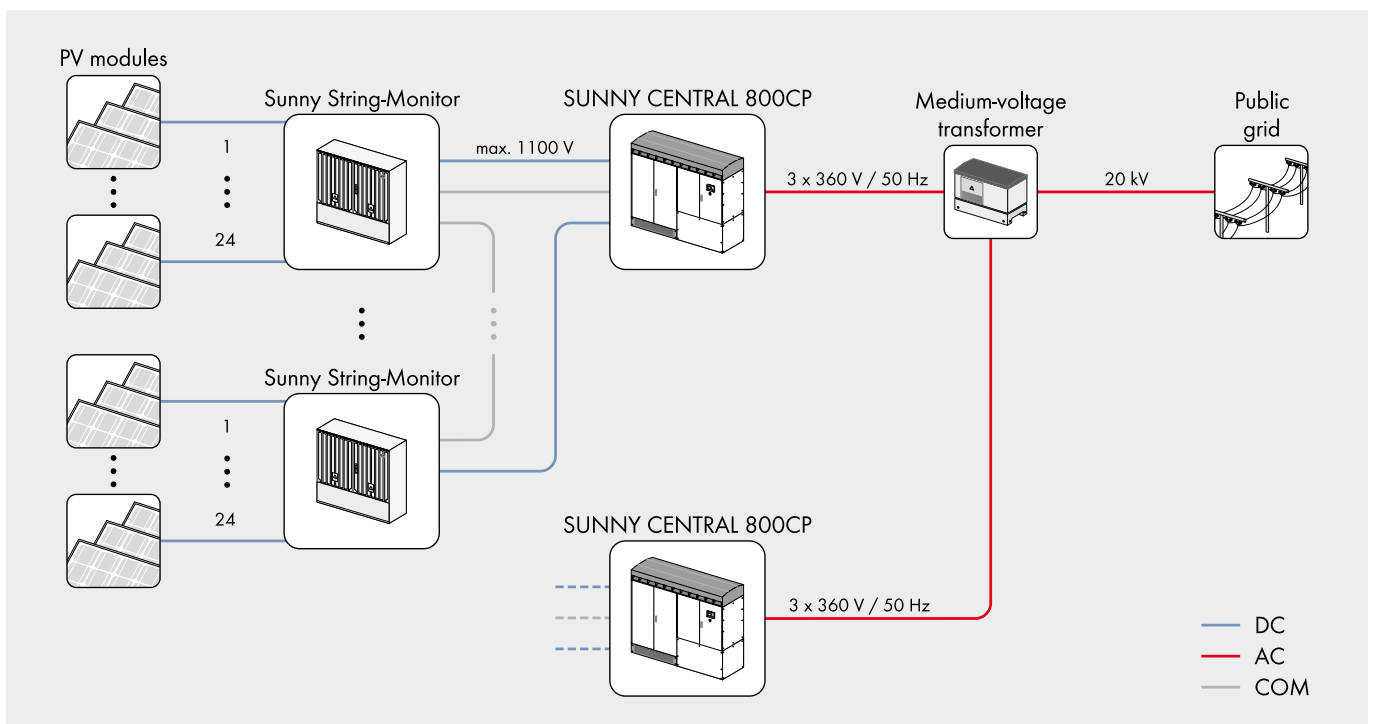 PV modules
Sunny String-Monitor
SUNNY CENTRAL 800CP
Medium-voltage
transformer
Public
grid
1
24
max. 1100 V
3 x 360 V / 50 Hz
20 kV
Sunny String-Monitor
1
24
SUNNY CENTRAL 800CP
3 x 360 V / 50 Hz
DC
AC
COM